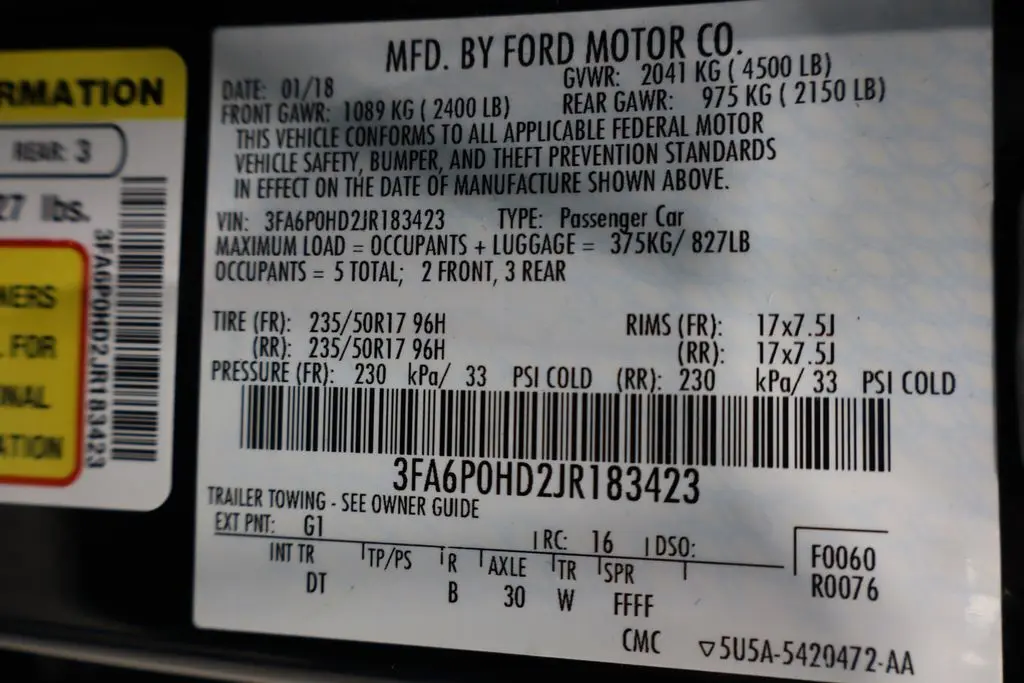 RMATION
REAR: 3
27 lbs.
3FA6P0HD2JR183423
NERS
FOR
NAL
ATION
MFD. BY FORD MOTOR CO.
DATE: 01/18 GVWR: 2041 KG ( 4500 LB)
FRONT GAWR: 1089 KG ( 2400 LB) REAR GAWR: 975 KG ( 2150 LB)
THIS VEHICLE CONFORMS TO ALL APPLICABLE FEDERAL MOTOR
VEHICLE SAFETY, BUMPER, AND THEFT PREVENTION STANDARDS
IN EFFECT ON THE DATE OF MANUFACTURE SHOWN ABOVE.
VIN: 3FA6P0HD2JR183423 TYPE: Passenger Car
MAXIMUM LOAD = OCCUPANTS + LUGGAGE = 375KG/ 827LB
OCCUPANTS = 5 TOTAL; 2 FRONT, 3 REAR
TIRE (FR): 235/50R17 96H RIMS (FR): 17x7.5J
(RR): 235/50R17 96H (RR): 17x7.5J
PRESSURE (FR): 230 kPa/ 33 PSI COLD (RR): 230 kPa/ 33 PSI COLD
3FA6P0HD2JR183423
TRAILER TOWING - SEE OWNER GUIDE
EXT PNT: G1 RC: 16 DSO:
INT TR TP/PS R AXLE TR SPR
DT B 30 W FFFF
F0060
R0076
CMC ▽5U5A-5420472-AA